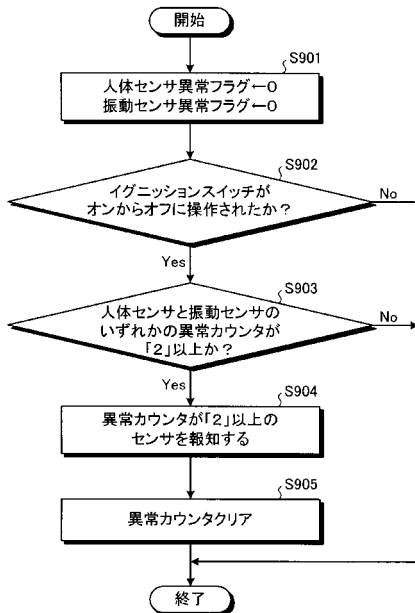 開始
S901
人体センサ異常フラグ←0
振動センサ異常フラグ←0
S902
イグニッションスイッチが
オンからオフに操作されたか？
No
Yes
S903
人体センサと振動センサの
いずれかの異常カウンタが
「2」以上か？
No
Yes
S904
異常カウンタが「2」以上の
センサを報知する
S905
異常カウンタクリア
終了